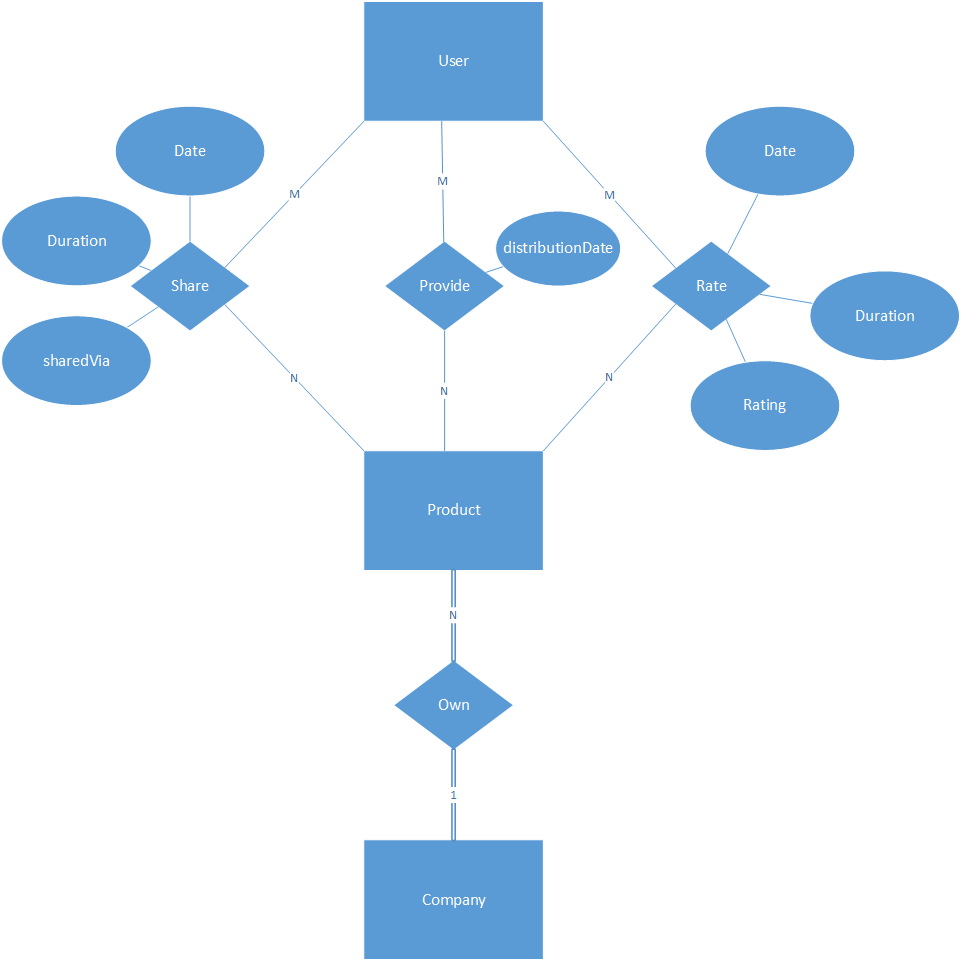 User
Date
Date
M
M
M
Duration
distributionDate
Share
Provide
Rate
Duration
sharedVia
N
N
N
Rating
Product
N
Own
1
Company